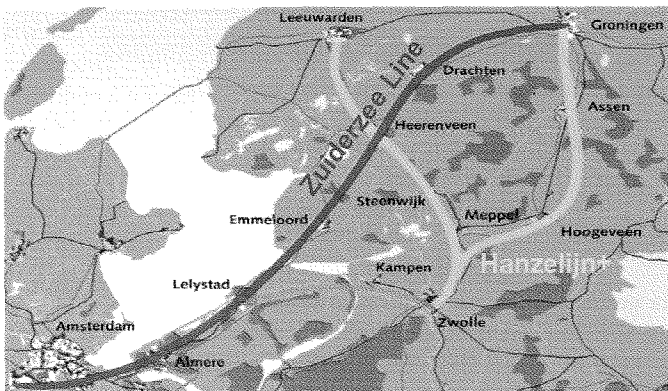 Leeuwarden
Groningen
Drachten
Zuiderzee Line
Assen
Heerenveen
Steenwijk
Emmeloord
Meppel
Hoogeveen
Kampen
Hanzelijn+
Lelystad
Zwolle
Amsterdam
Almere